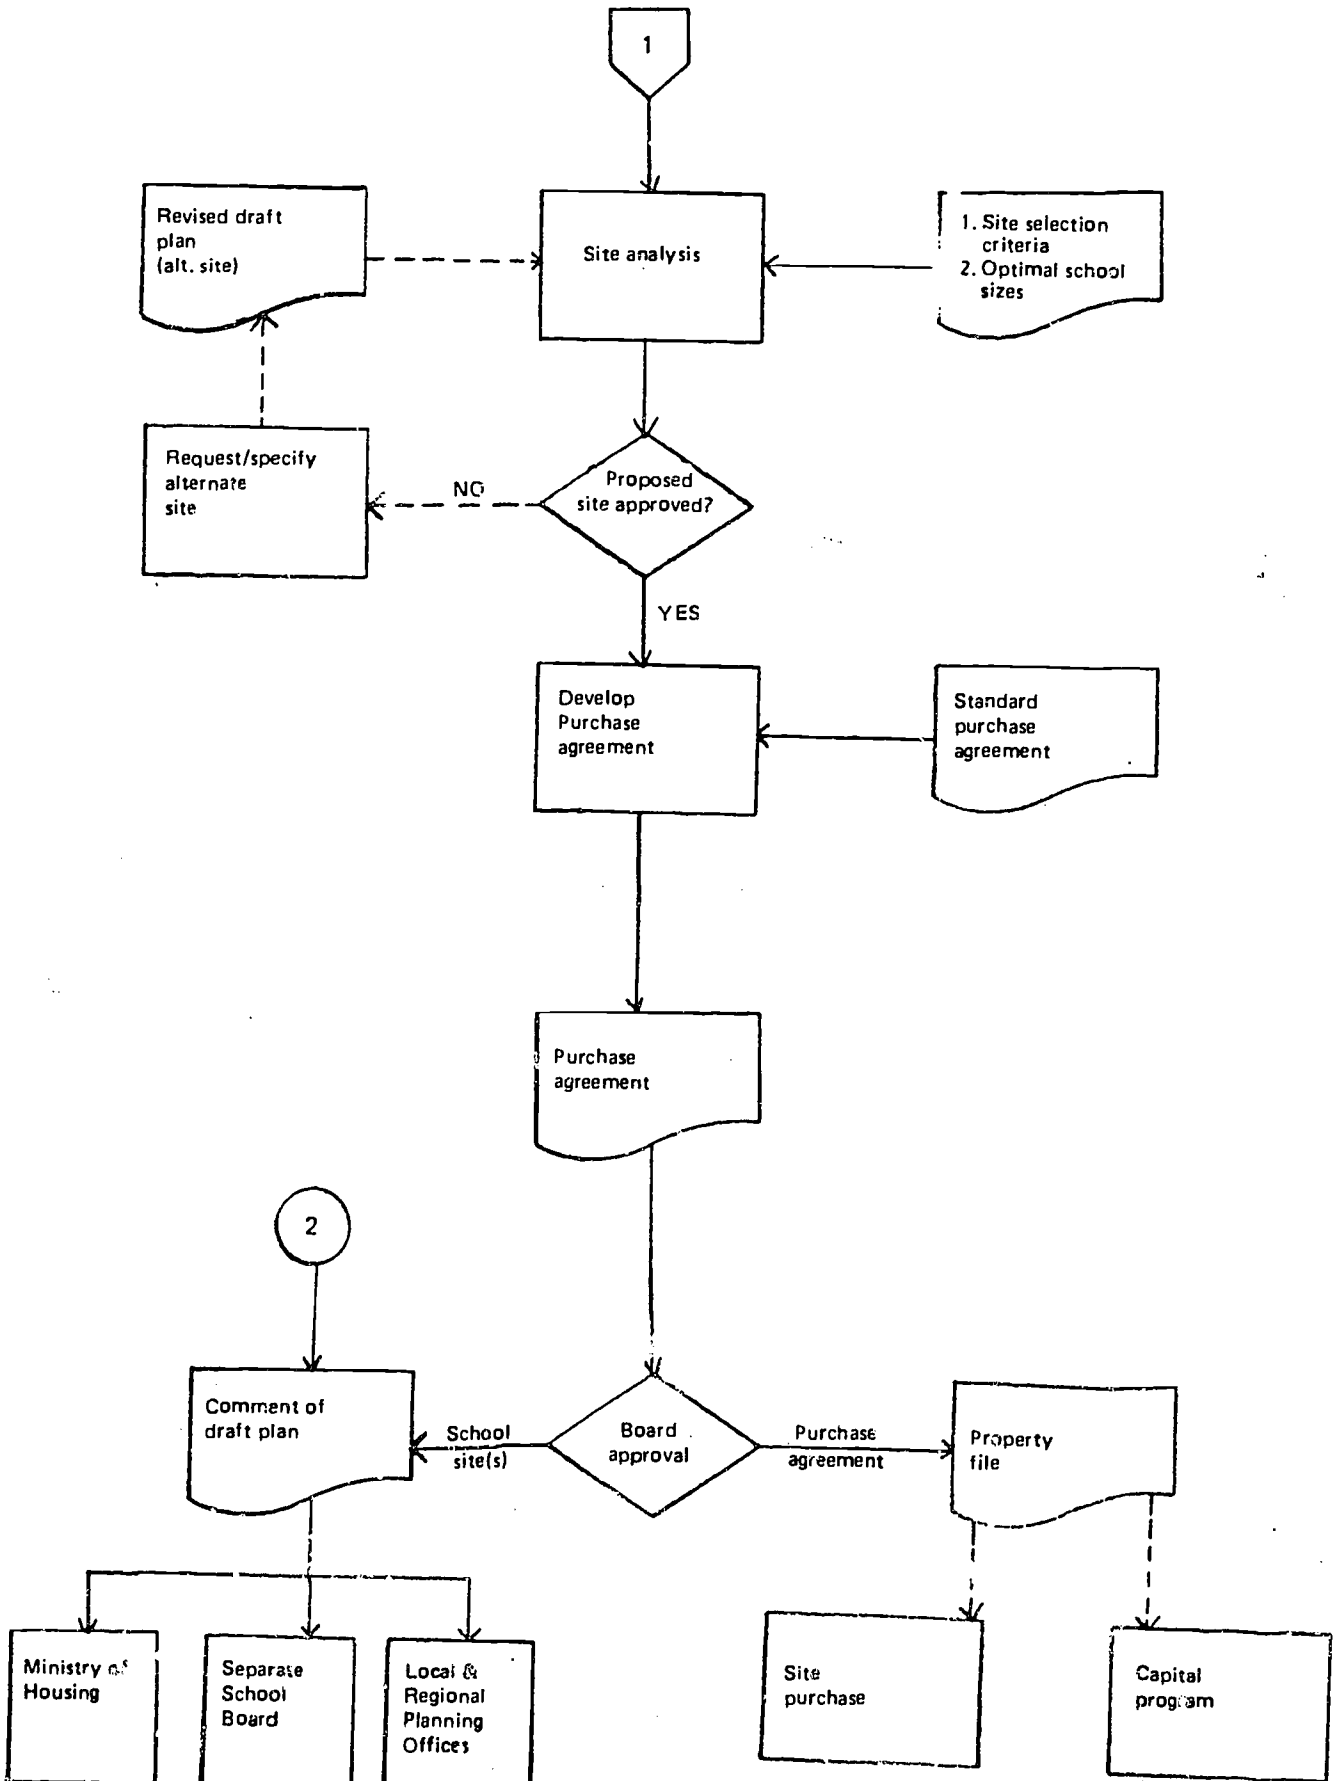 1
Revised draft
plan
(alt. site)
Site analysis
1. Site selection
criteria
2. Optimal school
sizes
Request/specify
alternate
site
NO
Proposed
site approved?
YES
Develop
Purchase
agreement
Standard
purchase
agreement
Purchase
agreement
2
Comment of
draft plan
School
site(s)
Board
approval
Purchase
agreement
Property
file
Ministry of
Housing
Separate
School
Board
Local &
Regional
Planning
Offices
Site
purchase
Capital
program